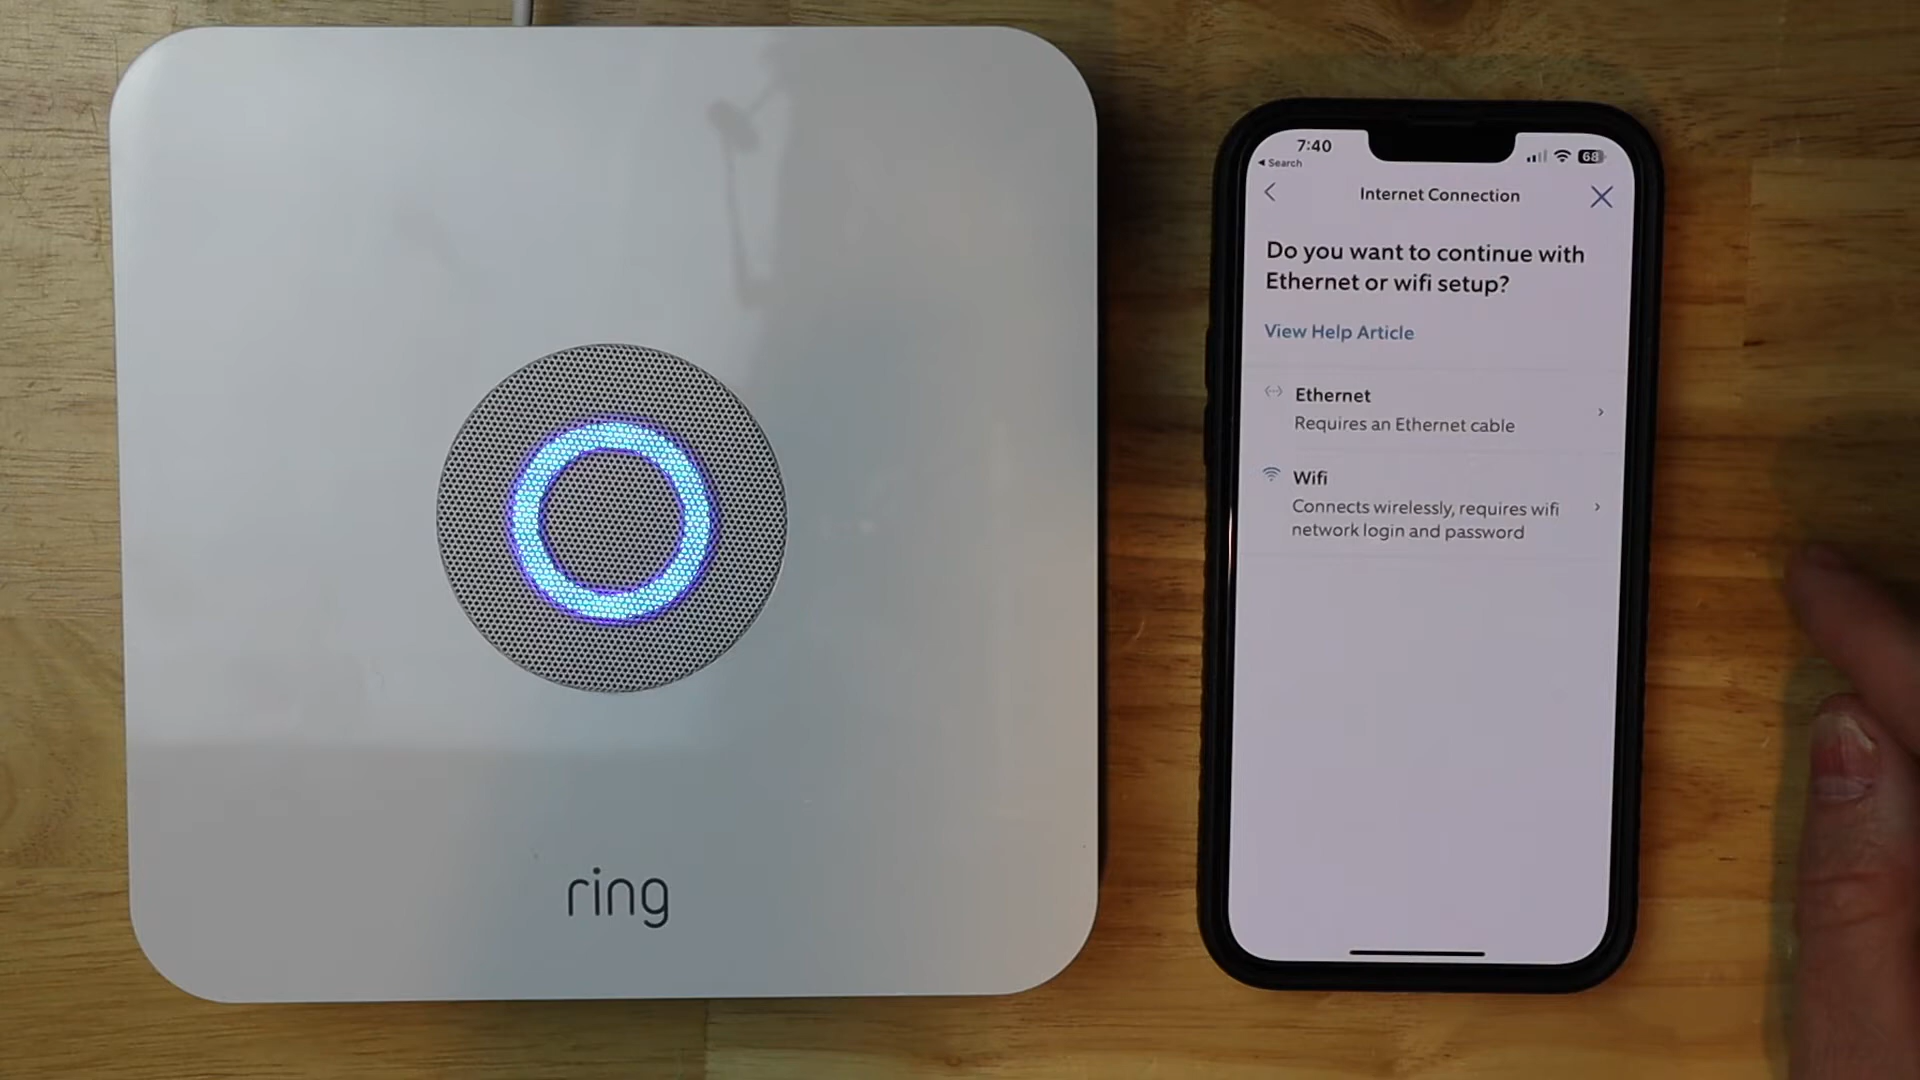 ring
7:40
Search
68
Internet Connection
Do you want to continue with
Ethernet or wifi setup?
View Help Article
Ethernet
Requires an Ethernet cable
Wifi
Connects wirelessly, requires wifi
network login and password